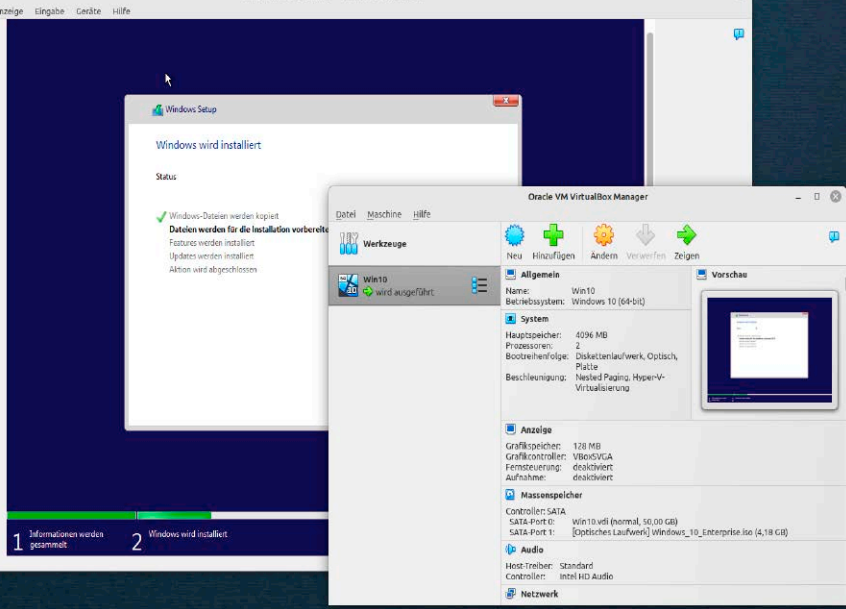 Eingabe Geräte Hilfe
Windows Setup
Windows wird installiert
Status
Windows-Dateien werden kopiert
Dateien werden für die Installation vorbereite
Features werden installiert
Updates werden installiert
Aktion wird abgeschlossen
1 Informationen werden
gesammelt
2 Windows wird installiert
Oracle VM VirtualBox Manager
Datei Maschine Hilfe
Werkzeuge
Neu Hinzufügen Ändern Verwerfen Zeigen
Win10
wird ausgeführt
Allgemein
Name: Win10
Betriebssystem: Windows 10 (64-bit)
System
Hauptspeicher: 4096 MB
Prozessoren: 2
Bootreihenfolge: Diskettenlaufwerk, Optisch,
Platte
Beschleunigung: Nested Paging, Hyper-V-
Virtualisierung
Vorschau
Anzeige
Grafikspeicher: 128 MB
Grafikcontroller: VBoxSVGA
Fernsteuerung: deaktiviert
Aufnahme: deaktiviert
Massenspeicher
Controller: SATA
SATA-Port 0: Win10.vdi (normal, 50,00 GB)
SATA-Port 1: [Optisches Laufwerk] Windows_10_Enterprise.iso (4,18 GB)
Audio
Host-Treiber: Standard
Controller: Intel HD Audio
Netzwerk